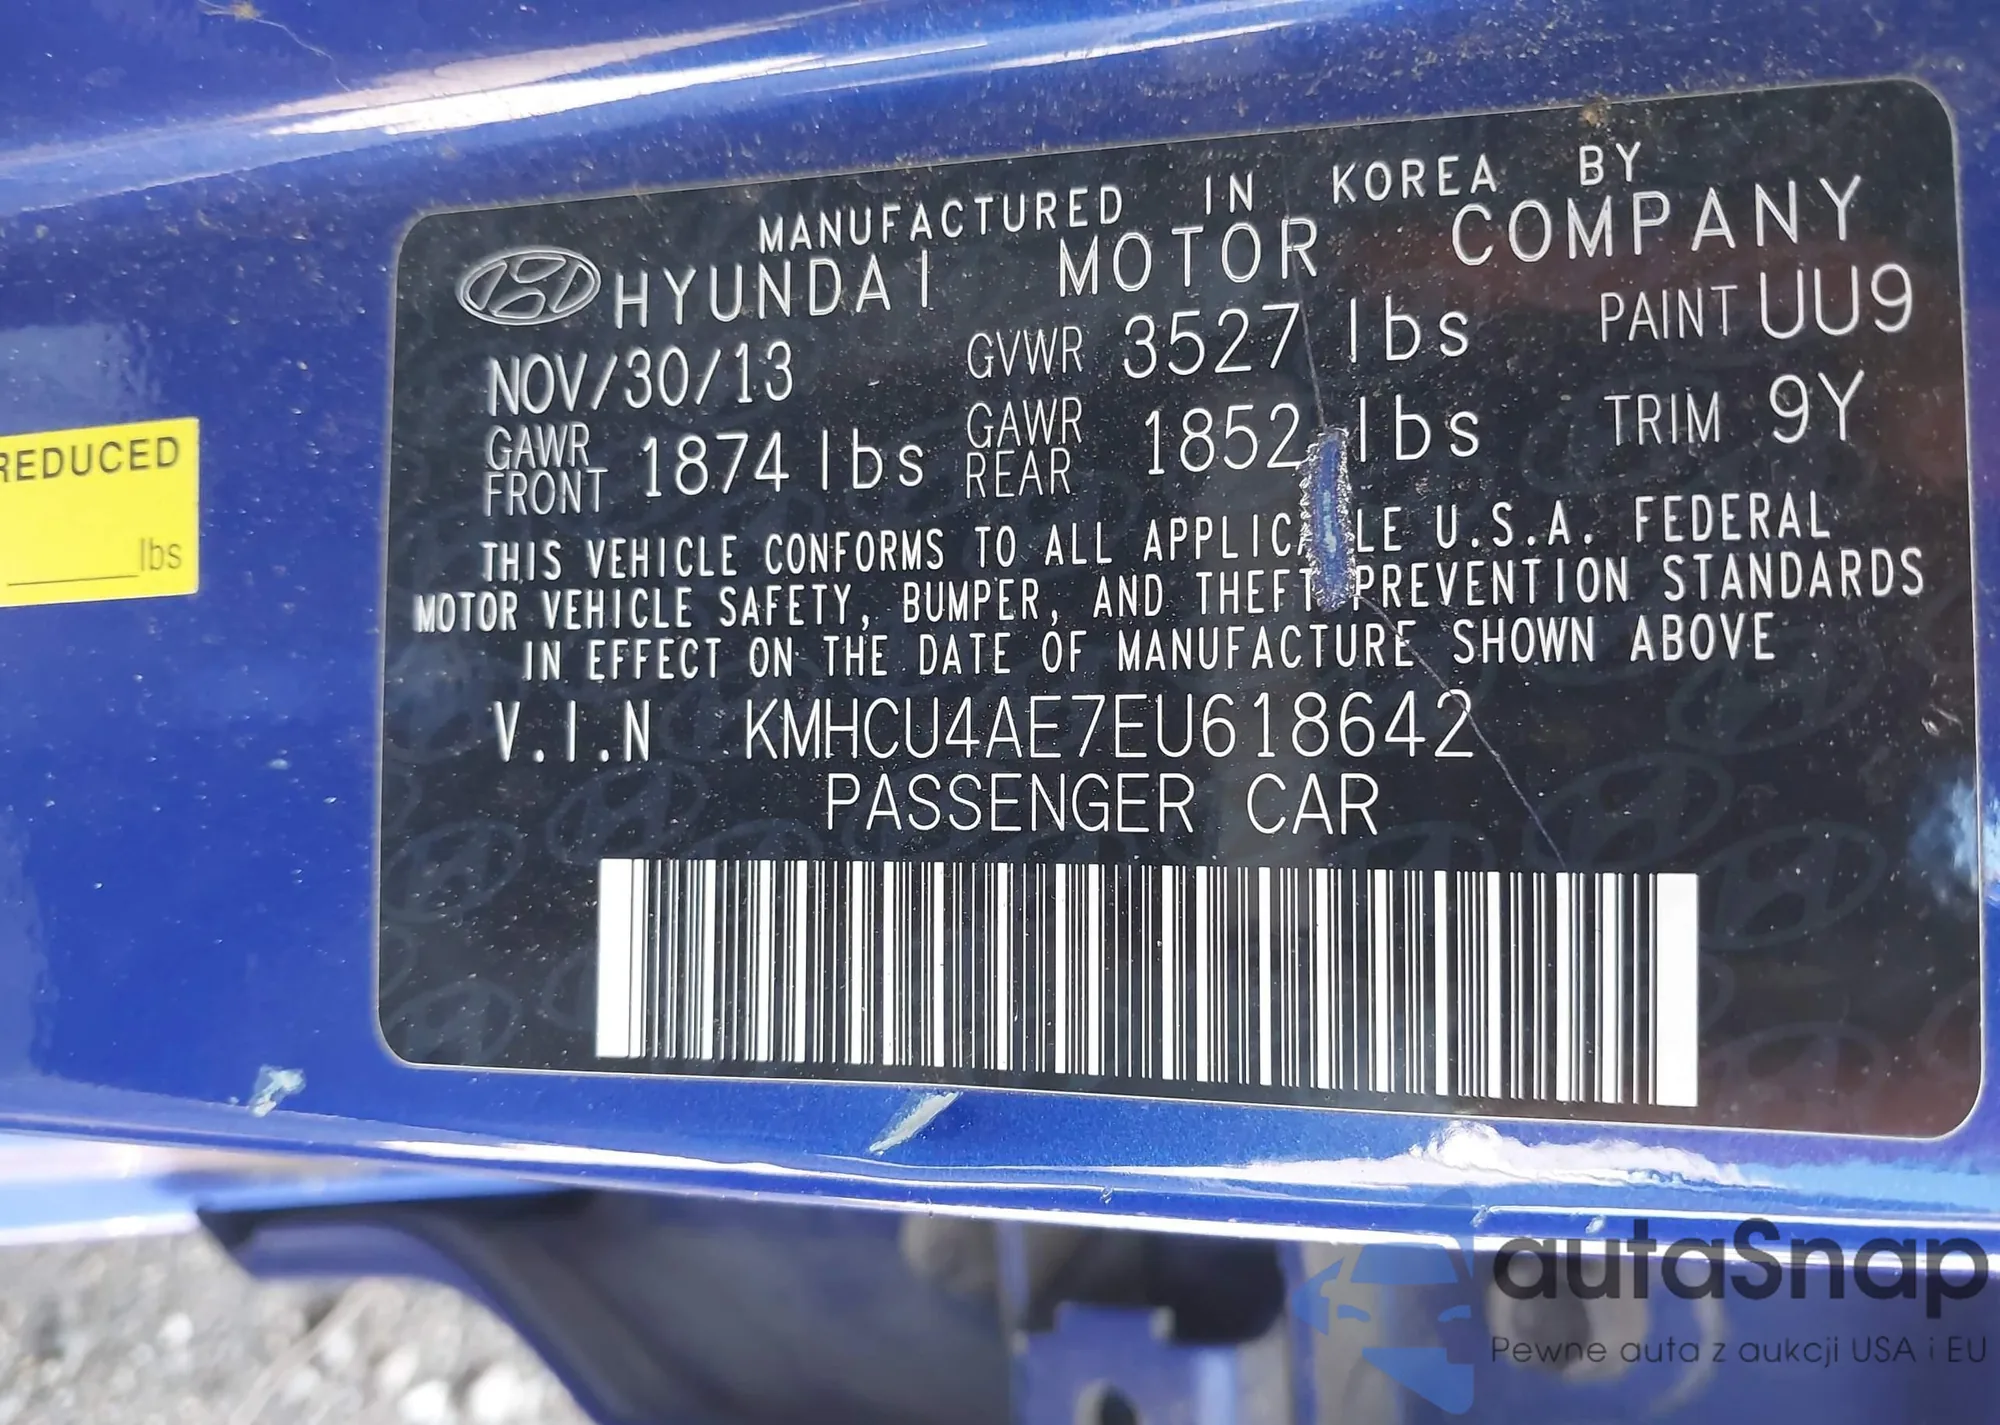 MANUFACTURED IN KOREA BY
HYUNDAI MOTOR COMPANY
NOV/30/13 GVWR 3527 lbs PAINT UU9
GAWR FRONT 1874 lbs GAWR REAR 1852 lbs TRIM 9Y
THIS VEHICLE CONFORMS TO ALL APPLICABLE U.S.A. FEDERAL
MOTOR VEHICLE SAFETY, BUMPER, AND THEFT PREVENTION STANDARDS
IN EFFECT ON THE DATE OF MANUFACTURE SHOWN ABOVE
V.I.N KMHCU4AE7EU618642
PASSENGER CAR
REDUCED
lbs
autaSnap
Pewne auta z aukcji USA i EU